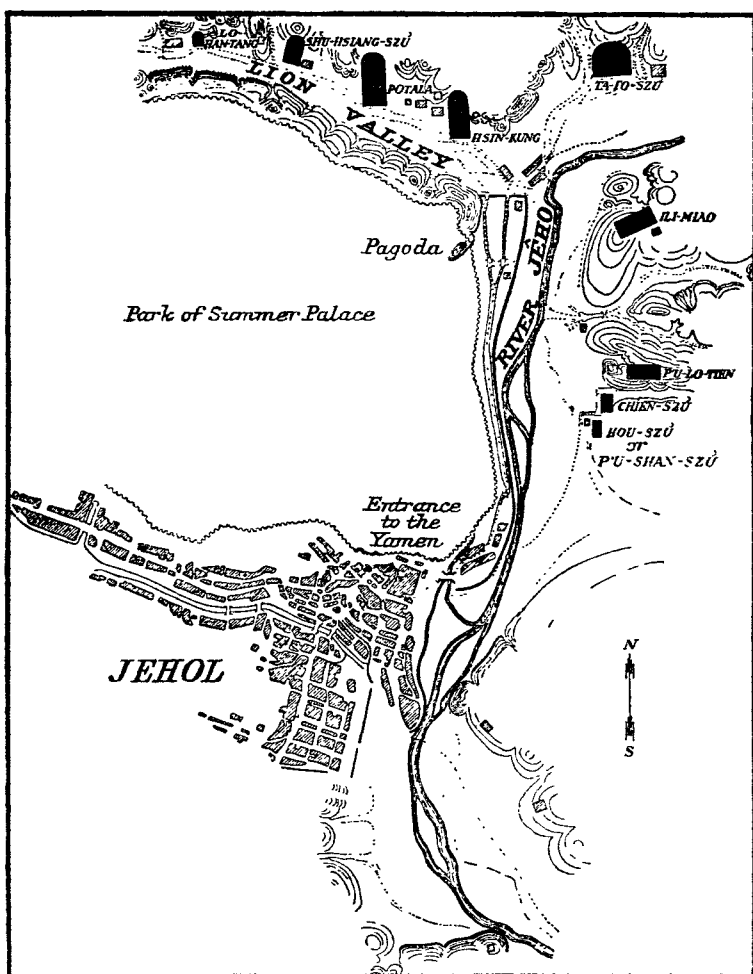 LO-
HAN-TANG
SHU-HSIANG-SZŬ
POTALA
HSIN-KUNG
TA-FO-SZŬ
LION VALLEY
ILI-MIAO
Pagoda
RIVER JÊHO
Park of Summer Palace
P'U-LO-TIEN
CHIEN-SZŬ
HOU-SZŬ
or
P'U-SHAN-SZŬ
Entrance
to the
Yamen
JEHOL
N
S